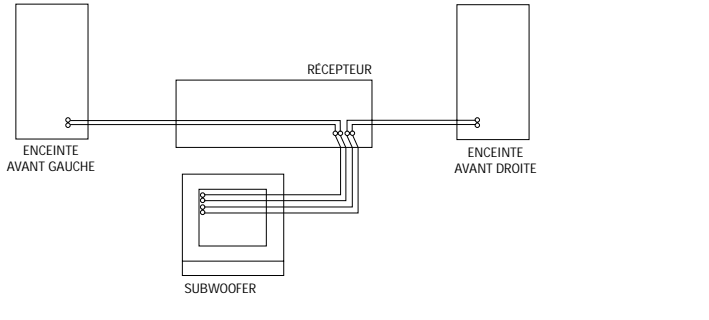 RÉCEPTEUR
ENCEINTE
AVANT GAUCHE
ENCEINTE
AVANT DROITE
SUBWOOFER